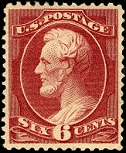 U.S. POSTAGE
SIX 6 CENTS